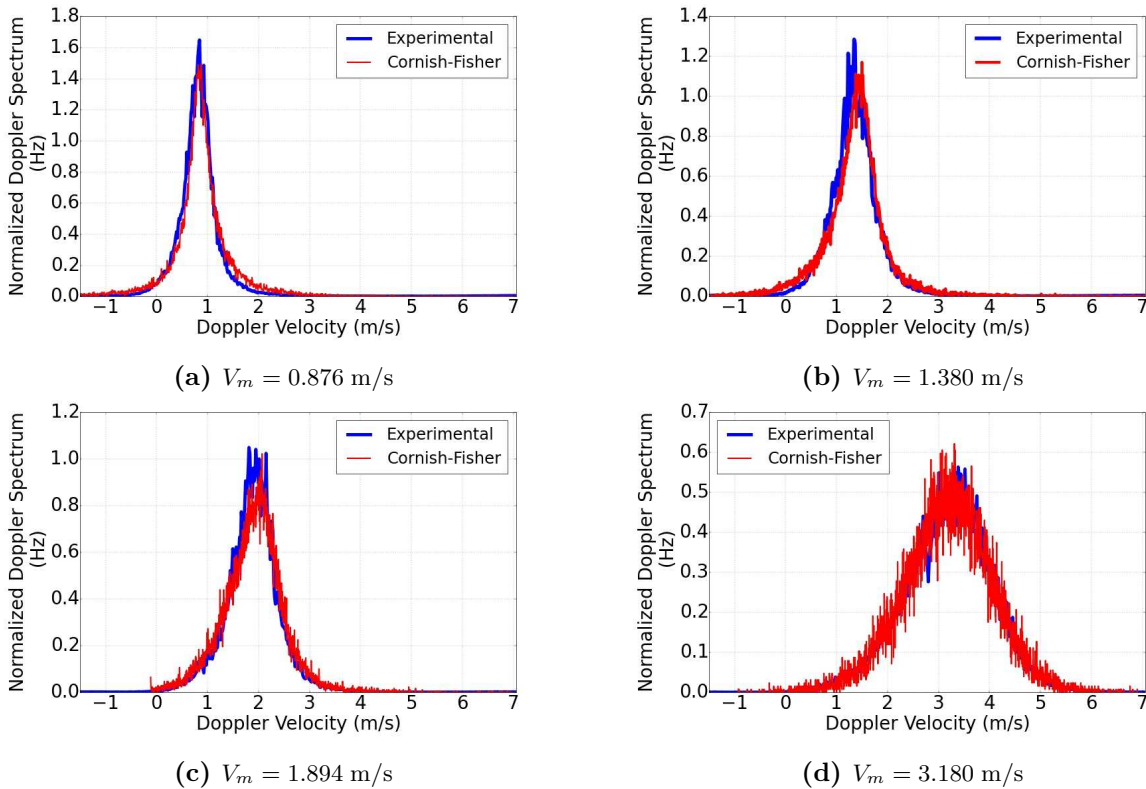 1.8
1.6
1.4
1.2
1.0
0.8
0.6
0.4
0.2
0.0
Normalized Doppler Spectrum
(Hz)
Experimental
Cornish-Fisher
−1 0 1 2 3 4 5 6 7
Doppler Velocity (m/s)
(a) V_m = 0.876 m/s
1.4
1.2
1.0
0.8
0.6
0.4
0.2
0.0
Normalized Doppler Spectrum
(Hz)
Experimental
Cornish-Fisher
−1 0 1 2 3 4 5 6 7
Doppler Velocity (m/s)
(b) V_m = 1.380 m/s
1.2
1.0
0.8
0.6
0.4
0.2
0.0
Normalized Doppler Spectrum
(Hz)
Experimental
Cornish-Fisher
−1 0 1 2 3 4 5 6 7
Doppler Velocity (m/s)
(c) V_m = 1.894 m/s
0.7
0.6
0.5
0.4
0.3
0.2
0.1
0.0
Normalized Doppler Spectrum
(Hz)
Experimental
Cornish-Fisher
−1 0 1 2 3 4 5 6 7
Doppler Velocity (m/s)
(d) V_m = 3.180 m/s